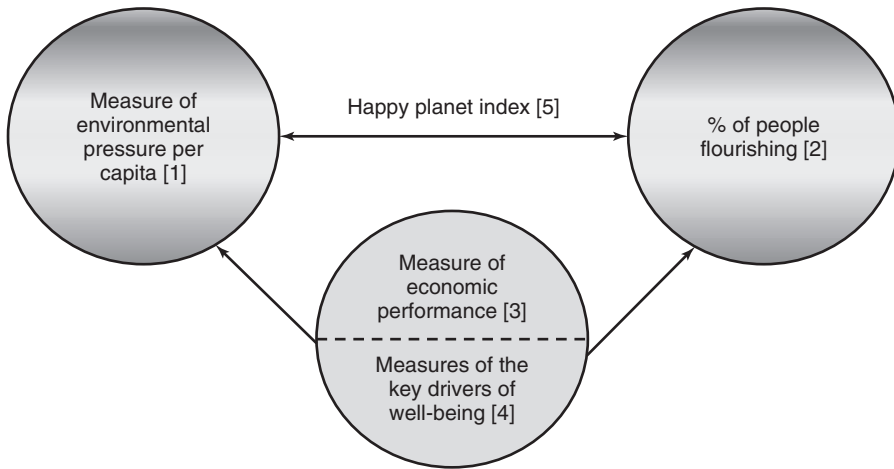 Measure of
environmental
pressure per
capita [1]
Happy planet index [5]
% of people
flourishing [2]
Measure of
economic
performance [3]
Measures of the
key drivers of
well-being [4]